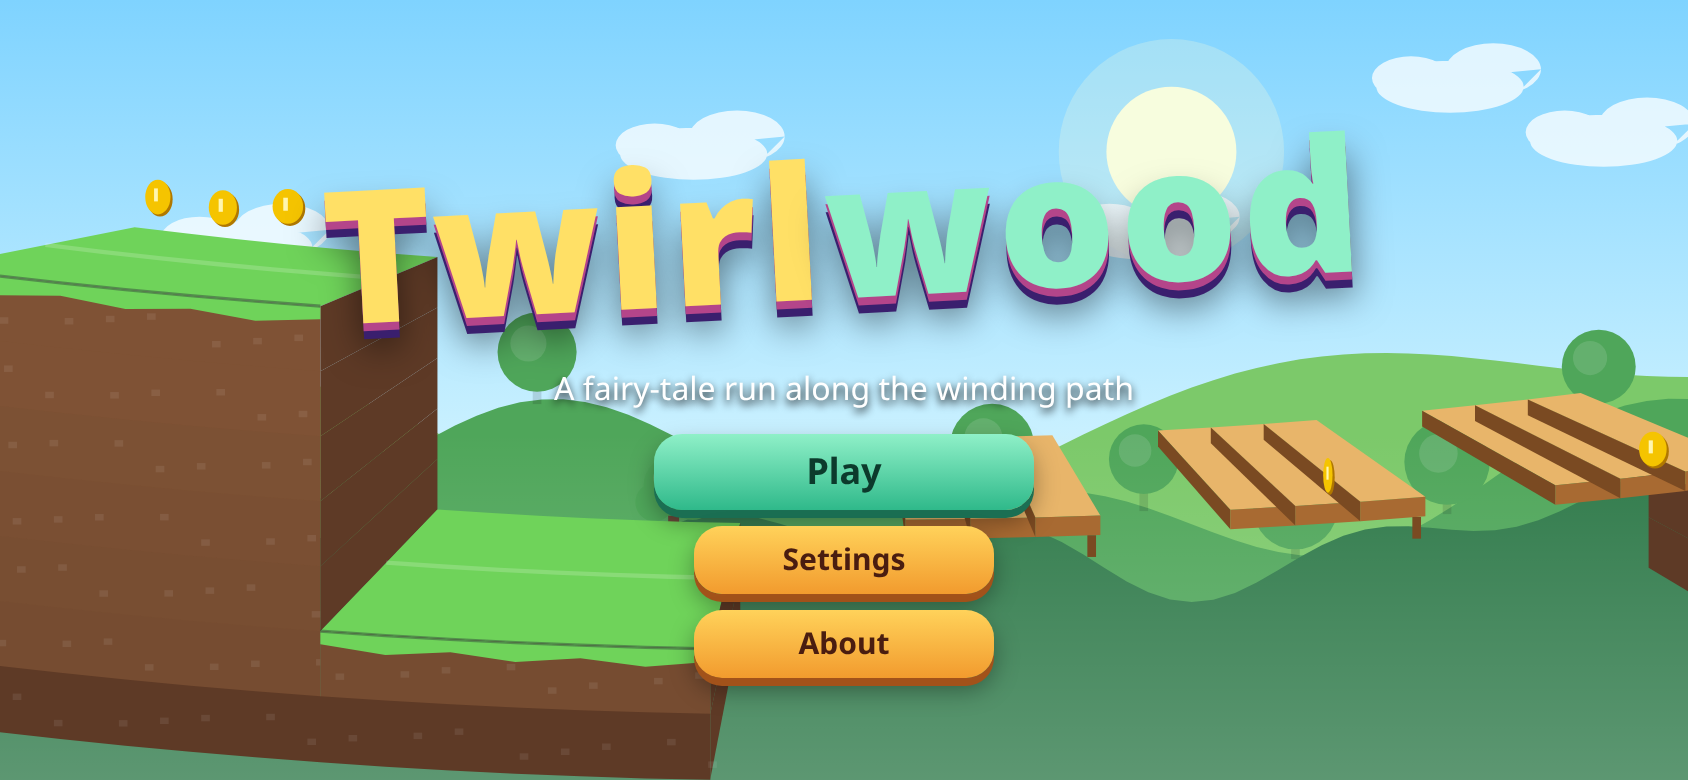 Twirlwood
A fairy-tale run along the winding path
Play
Settings
About